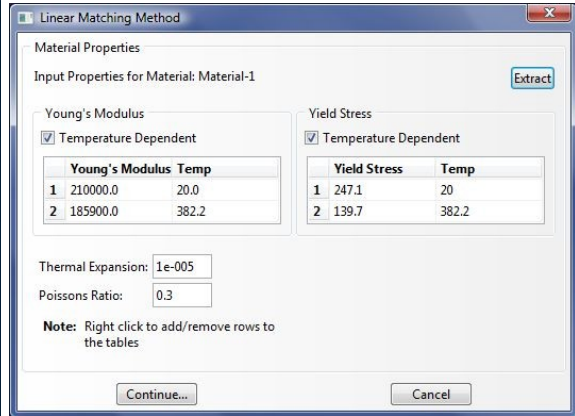 Linear Matching Method
Material Properties
Input Properties for Material: Material-1
Extract
Young's Modulus
Temperature Dependent
Young's Modulus Temp
1 210000.0 20.0
2 185900.0 382.2
Yield Stress
Temperature Dependent
Yield Stress Temp
1 247.1 20
2 139.7 382.2
Thermal Expansion: 1e-005
Poissons Ratio: 0.3
Note: Right click to add/remove rows to
the tables
Continue...
Cancel